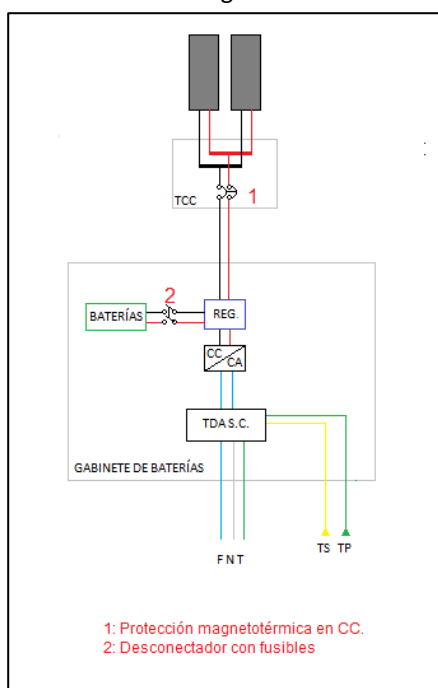 TCC
1
2
BATERÍAS
REG.
CC
CA
TDA S.C.
GABINETE DE BATERÍAS
F N T
TS TP
1: Protección magnetotérmica en CC.
2: Desconectador con fusibles